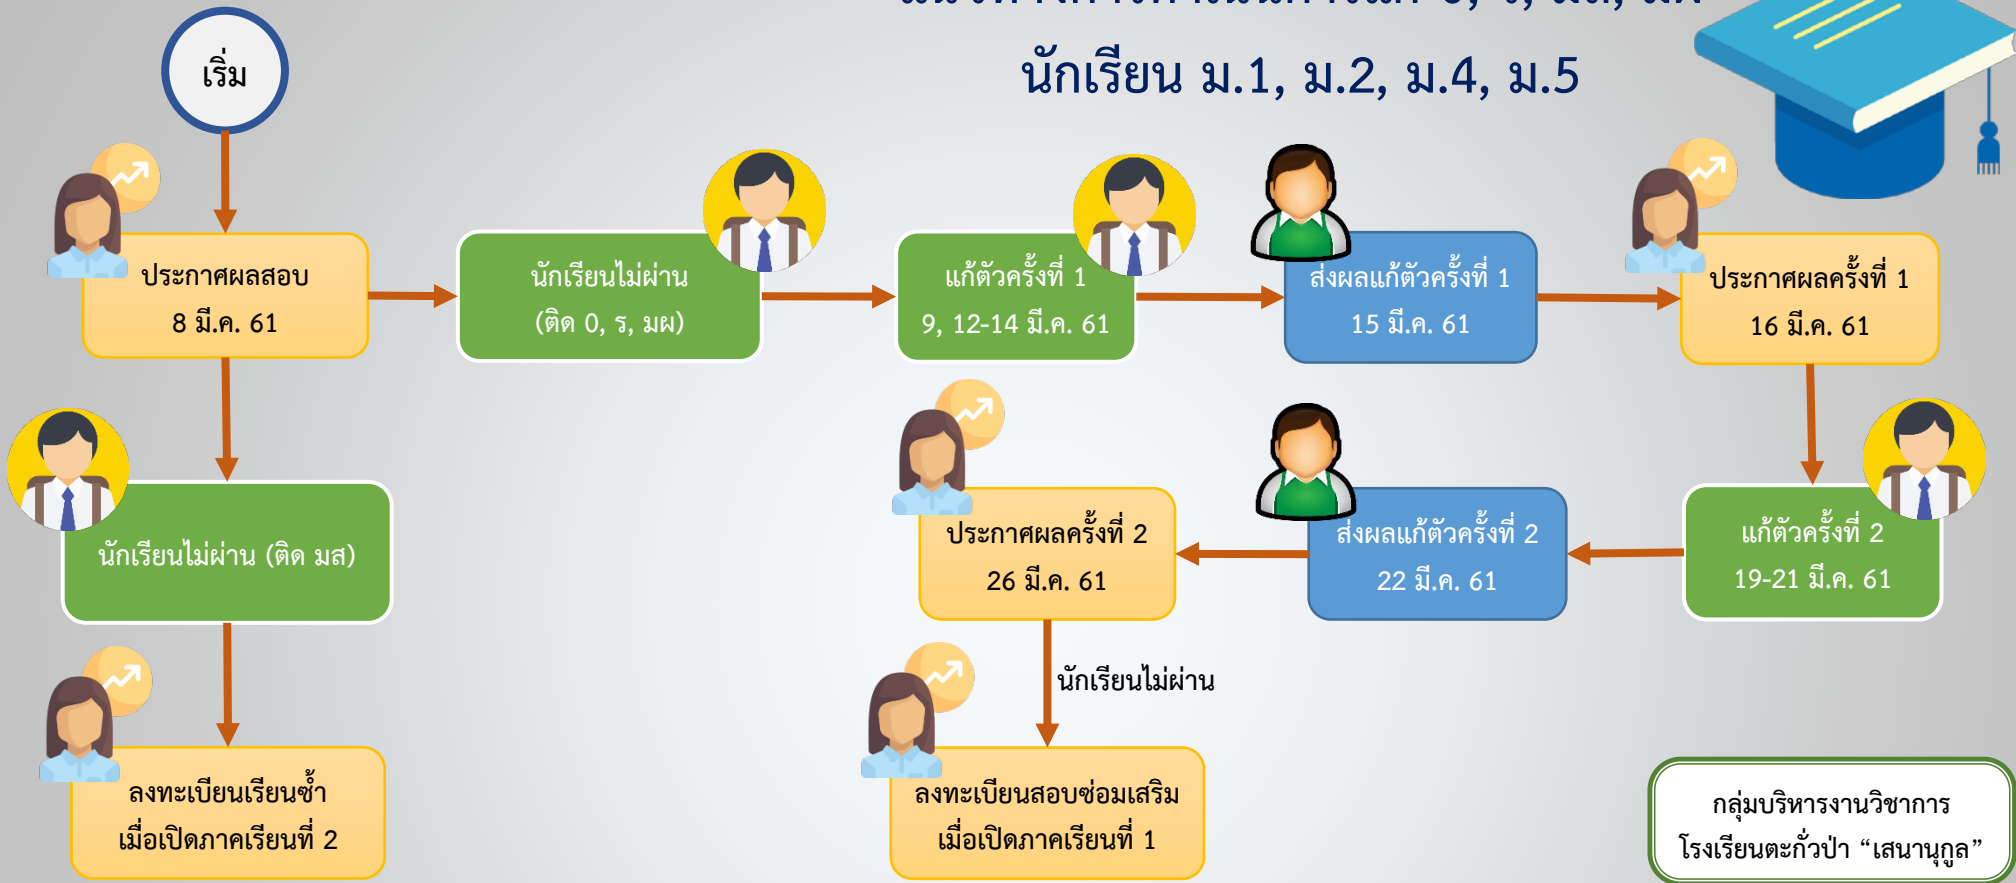 นักเรียน ม.1, ม.2, ม.4, ม.5
เริ่ม
ประกาศผลสอบ
8 มี.ค. 61
นักเรียนไม่ผ่าน
(ติด 0, ร, มผ)
แก้ตัวครั้งที่ 1
9, 12-14 มี.ค. 61
ส่งผลแก้ตัวครั้งที่ 1
15 มี.ค. 61
ประกาศผลครั้งที่ 1
16 มี.ค. 61
นักเรียนไม่ผ่าน (ติด มส)
ประกาศผลครั้งที่ 2
26 มี.ค. 61
ส่งผลแก้ตัวครั้งที่ 2
22 มี.ค. 61
แก้ตัวครั้งที่ 2
19-21 มี.ค. 61
นักเรียนไม่ผ่าน
ลงทะเบียนเรียนซ้ำ
เมื่อเปิดภาคเรียนที่ 2
ลงทะเบียนสอบซ่อมเสริม
เมื่อเปิดภาคเรียนที่ 1
กลุ่มบริหารงานวิชาการ
โรงเรียนตะกั่วป่า “เสนานุกูล”